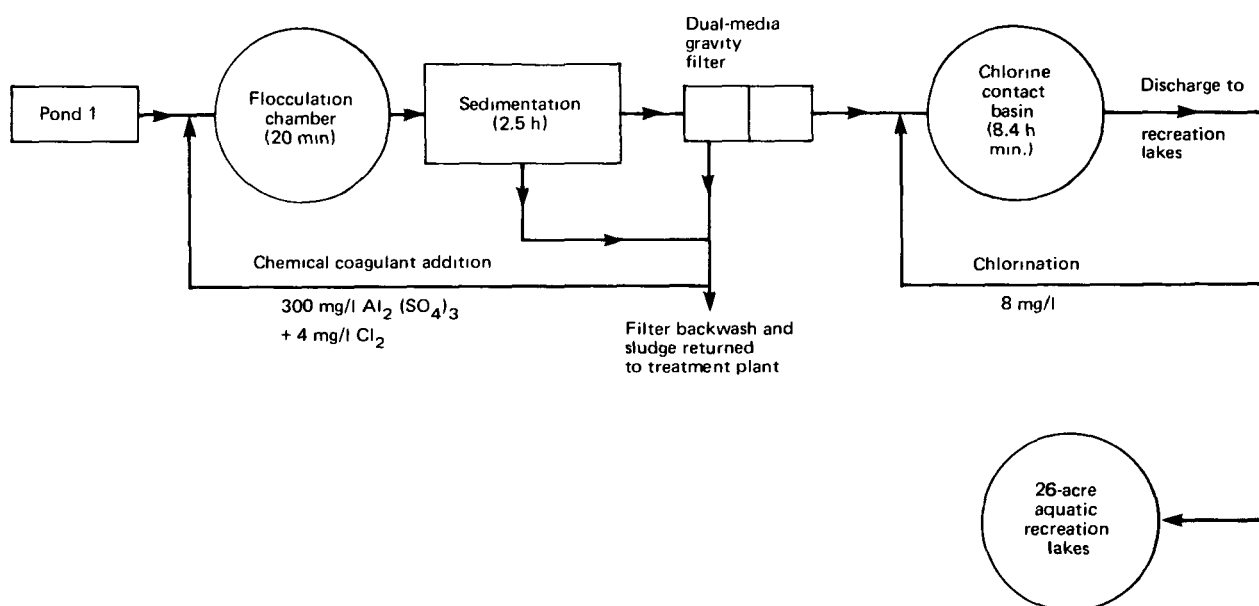 Dual-media
gravity
filter
Pond 1
Flocculation
chamber
(20 min)
Sedimentation
(2.5 h)
Chlorine
contact
basin
(8.4 h
min.)
Discharge to
recreation
lakes
Chemical coagulant addition
300 mg/l Al2 (SO4)3
+ 4 mg/l Cl2
Chlorination
8 mg/l
Filter backwash and
sludge returned
to treatment plant
26-acre
aquatic
recreation
lakes